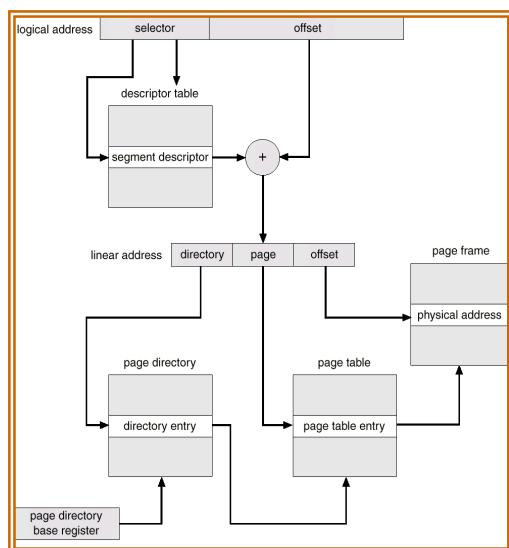 logical address
selector
offset
descriptor table
segment descriptor
+
linear address
directory
page
offset
page frame
physical address
page directory
page table
directory entry
page table entry
page directory
base register